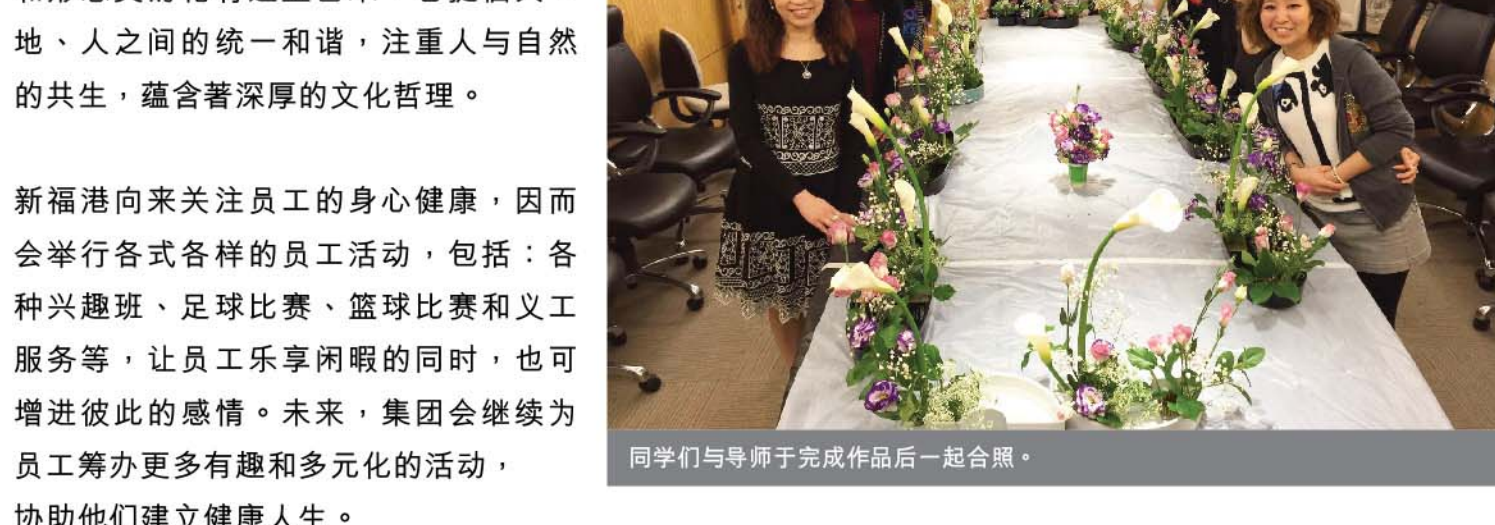 地、人之间的统一和谐，注重人与自然
的共生，蕴含著深厚的文化哲理。
新福港向来关注员工的身心健康，因而
会举行各式各样的员工活动，包括：各
种兴趣班、足球比赛、篮球比赛和义工
服务等，让员工乐享闲暇的同时，也可
增进彼此的感情。未来，集团会继续为
员工筹办更多有趣和多元化的活动，
协助他们建立健康人生。
同学们与导师于完成作品后一起合照。